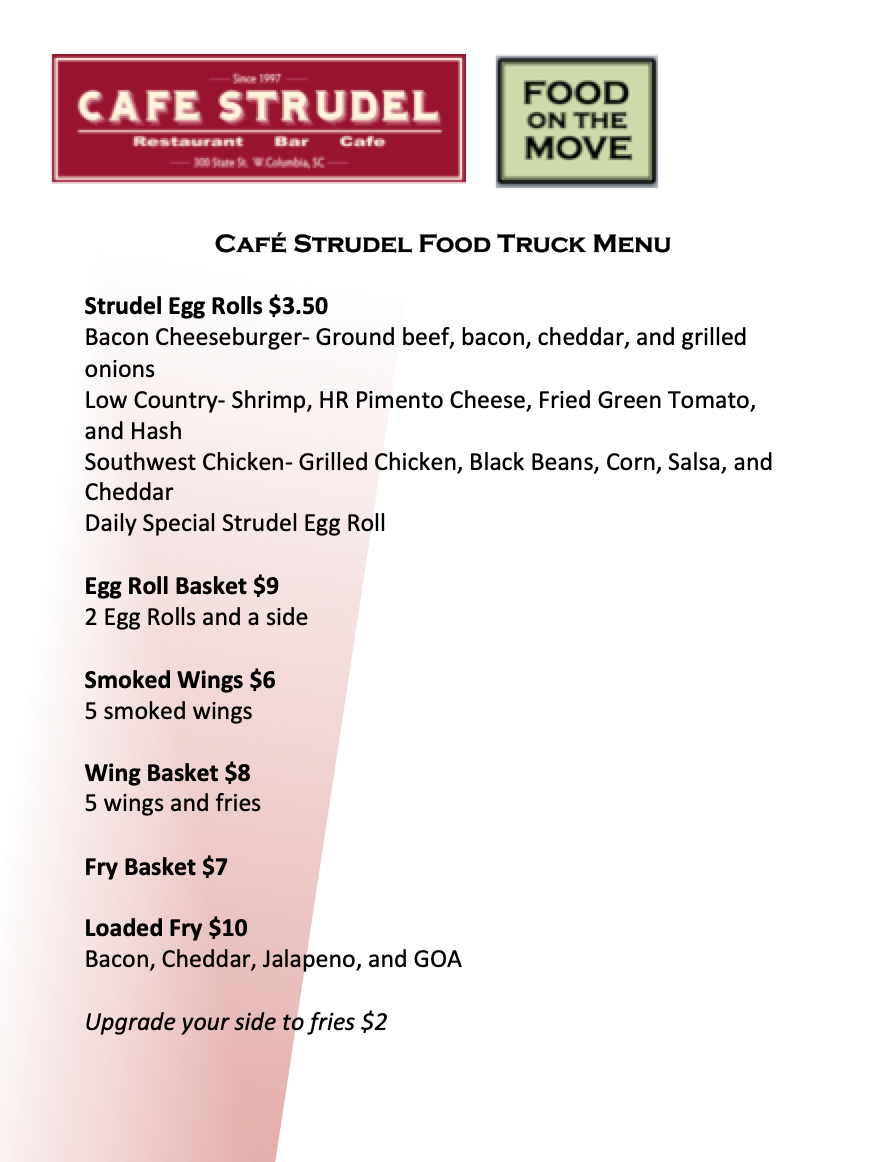 Since 1997
CAFE STRUDEL
Restaurant Bar Cafe
300 State St. W.Columbia, SC
FOOD
ON THE
MOVE
CAFÉ STRUDEL FOOD TRUCK MENU
Strudel Egg Rolls $3.50
Bacon Cheeseburger- Ground beef, bacon, cheddar, and grilled
onions
Low Country- Shrimp, HR Pimento Cheese, Fried Green Tomato,
and Hash
Southwest Chicken- Grilled Chicken, Black Beans, Corn, Salsa, and
Cheddar
Daily Special Strudel Egg Roll
Egg Roll Basket $9
2 Egg Rolls and a side
Smoked Wings $6
5 smoked wings
Wing Basket $8
5 wings and fries
Fry Basket $7
Loaded Fry $10
Bacon, Cheddar, Jalapeno, and GOA
Upgrade your side to fries $2